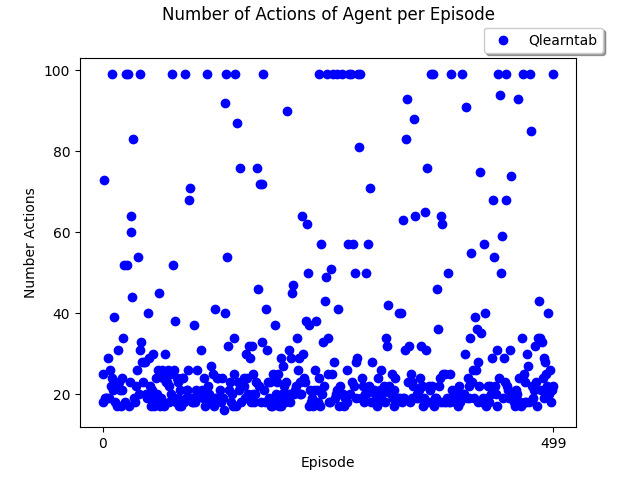 Number of Actions of Agent per Episode
Qlearntab
100
80
60
40
20
Number Actions
0
499
Episode